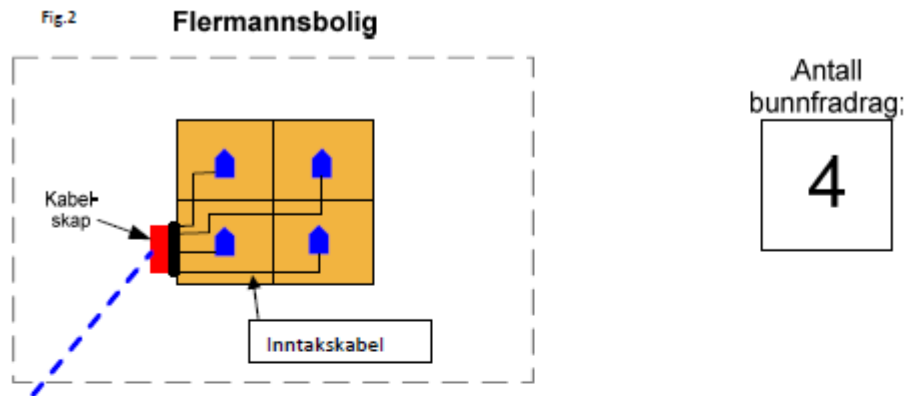 Fig.2
Flermannsbolig
Antall
bunnfradrag;
4
Kabel-
skap
Inntakskabel